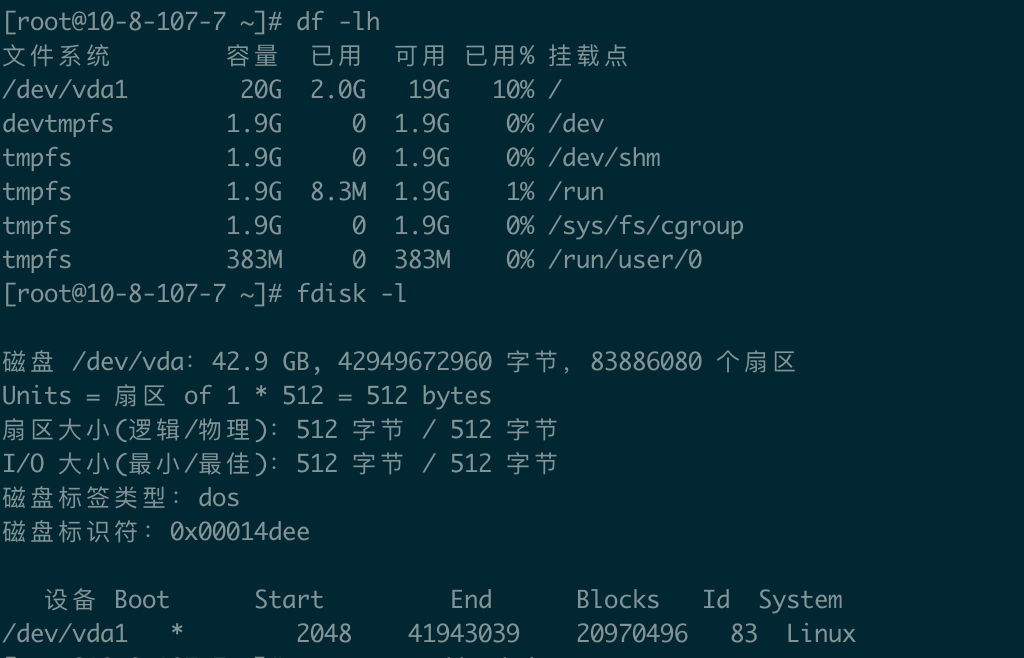 [root@10-8-107-7 ~]# df -lh
文件系统 容量 已用 可用 已用% 挂载点
/dev/vda1 20G 2.0G 19G 10% /
devtmpfs 1.9G 0 1.9G 0% /dev
tmpfs 1.9G 0 1.9G 0% /dev/shm
tmpfs 1.9G 8.3M 1.9G 1% /run
tmpfs 1.9G 0 1.9G 0% /sys/fs/cgroup
tmpfs 383M 0 383M 0% /run/user/0
[root@10-8-107-7 ~]# fdisk -l
磁盘 /dev/vda：42.9 GB, 42949672960 字节，83886080 个扇区
Units = 扇区 of 1 * 512 = 512 bytes
扇区大小(逻辑/物理)：512 字节 / 512 字节
I/O 大小(最小/最佳)：512 字节 / 512 字节
磁盘标签类型：dos
磁盘标识符：0x00014dee
设备 Boot Start End Blocks Id System
/dev/vda1 * 2048 41943039 20970496 83 Linux